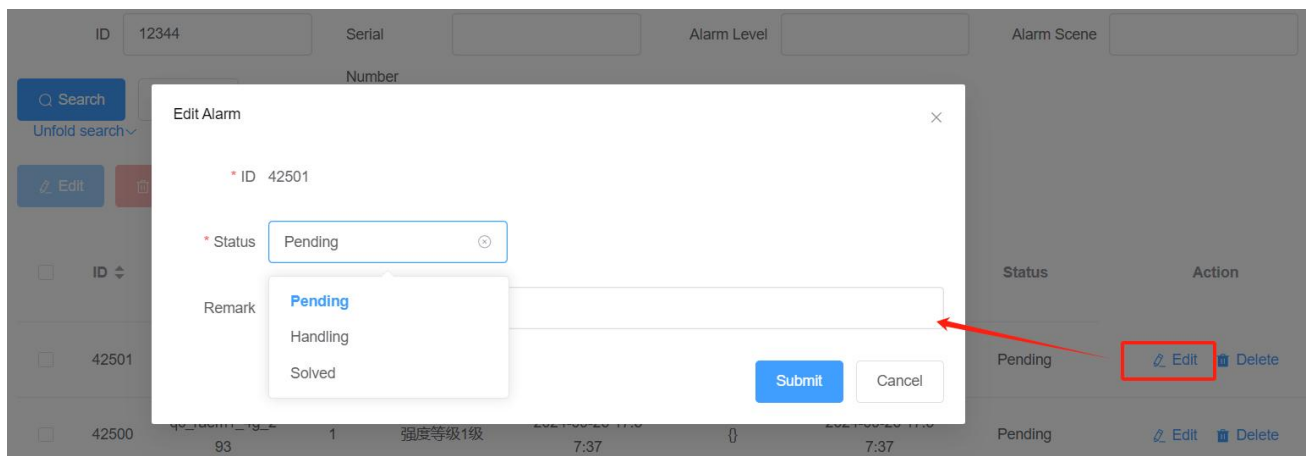 ID 12344 Serial Alarm Level Alarm Scene
Number
Search
Unfold search
Edit Alarm
* ID 42501
Edit
* Status Pending
ID Status Action
Remark Pending
Handling
42501 Pending Edit Delete
Solved
Submit Cancel
42500 1 强度等级1级 {} Pending Edit Delete
93 7:37 7:37